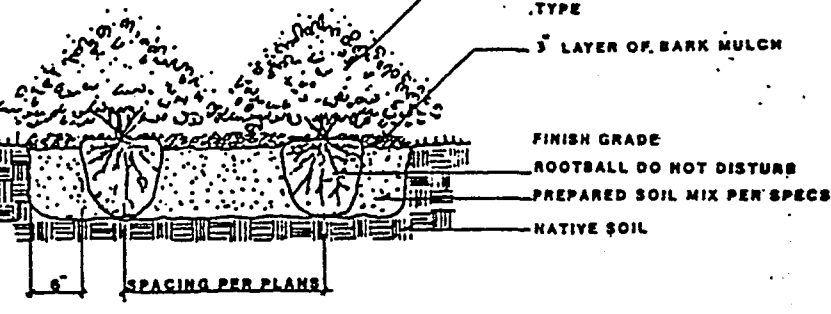 TYPE
3" LAYER OF BARK MULCH
FINISH GRADE
ROOTBALL DO NOT DISTURB
PREPARED SOIL MIX PER SPECS
NATIVE SOIL
6" SPACING PER PLANS